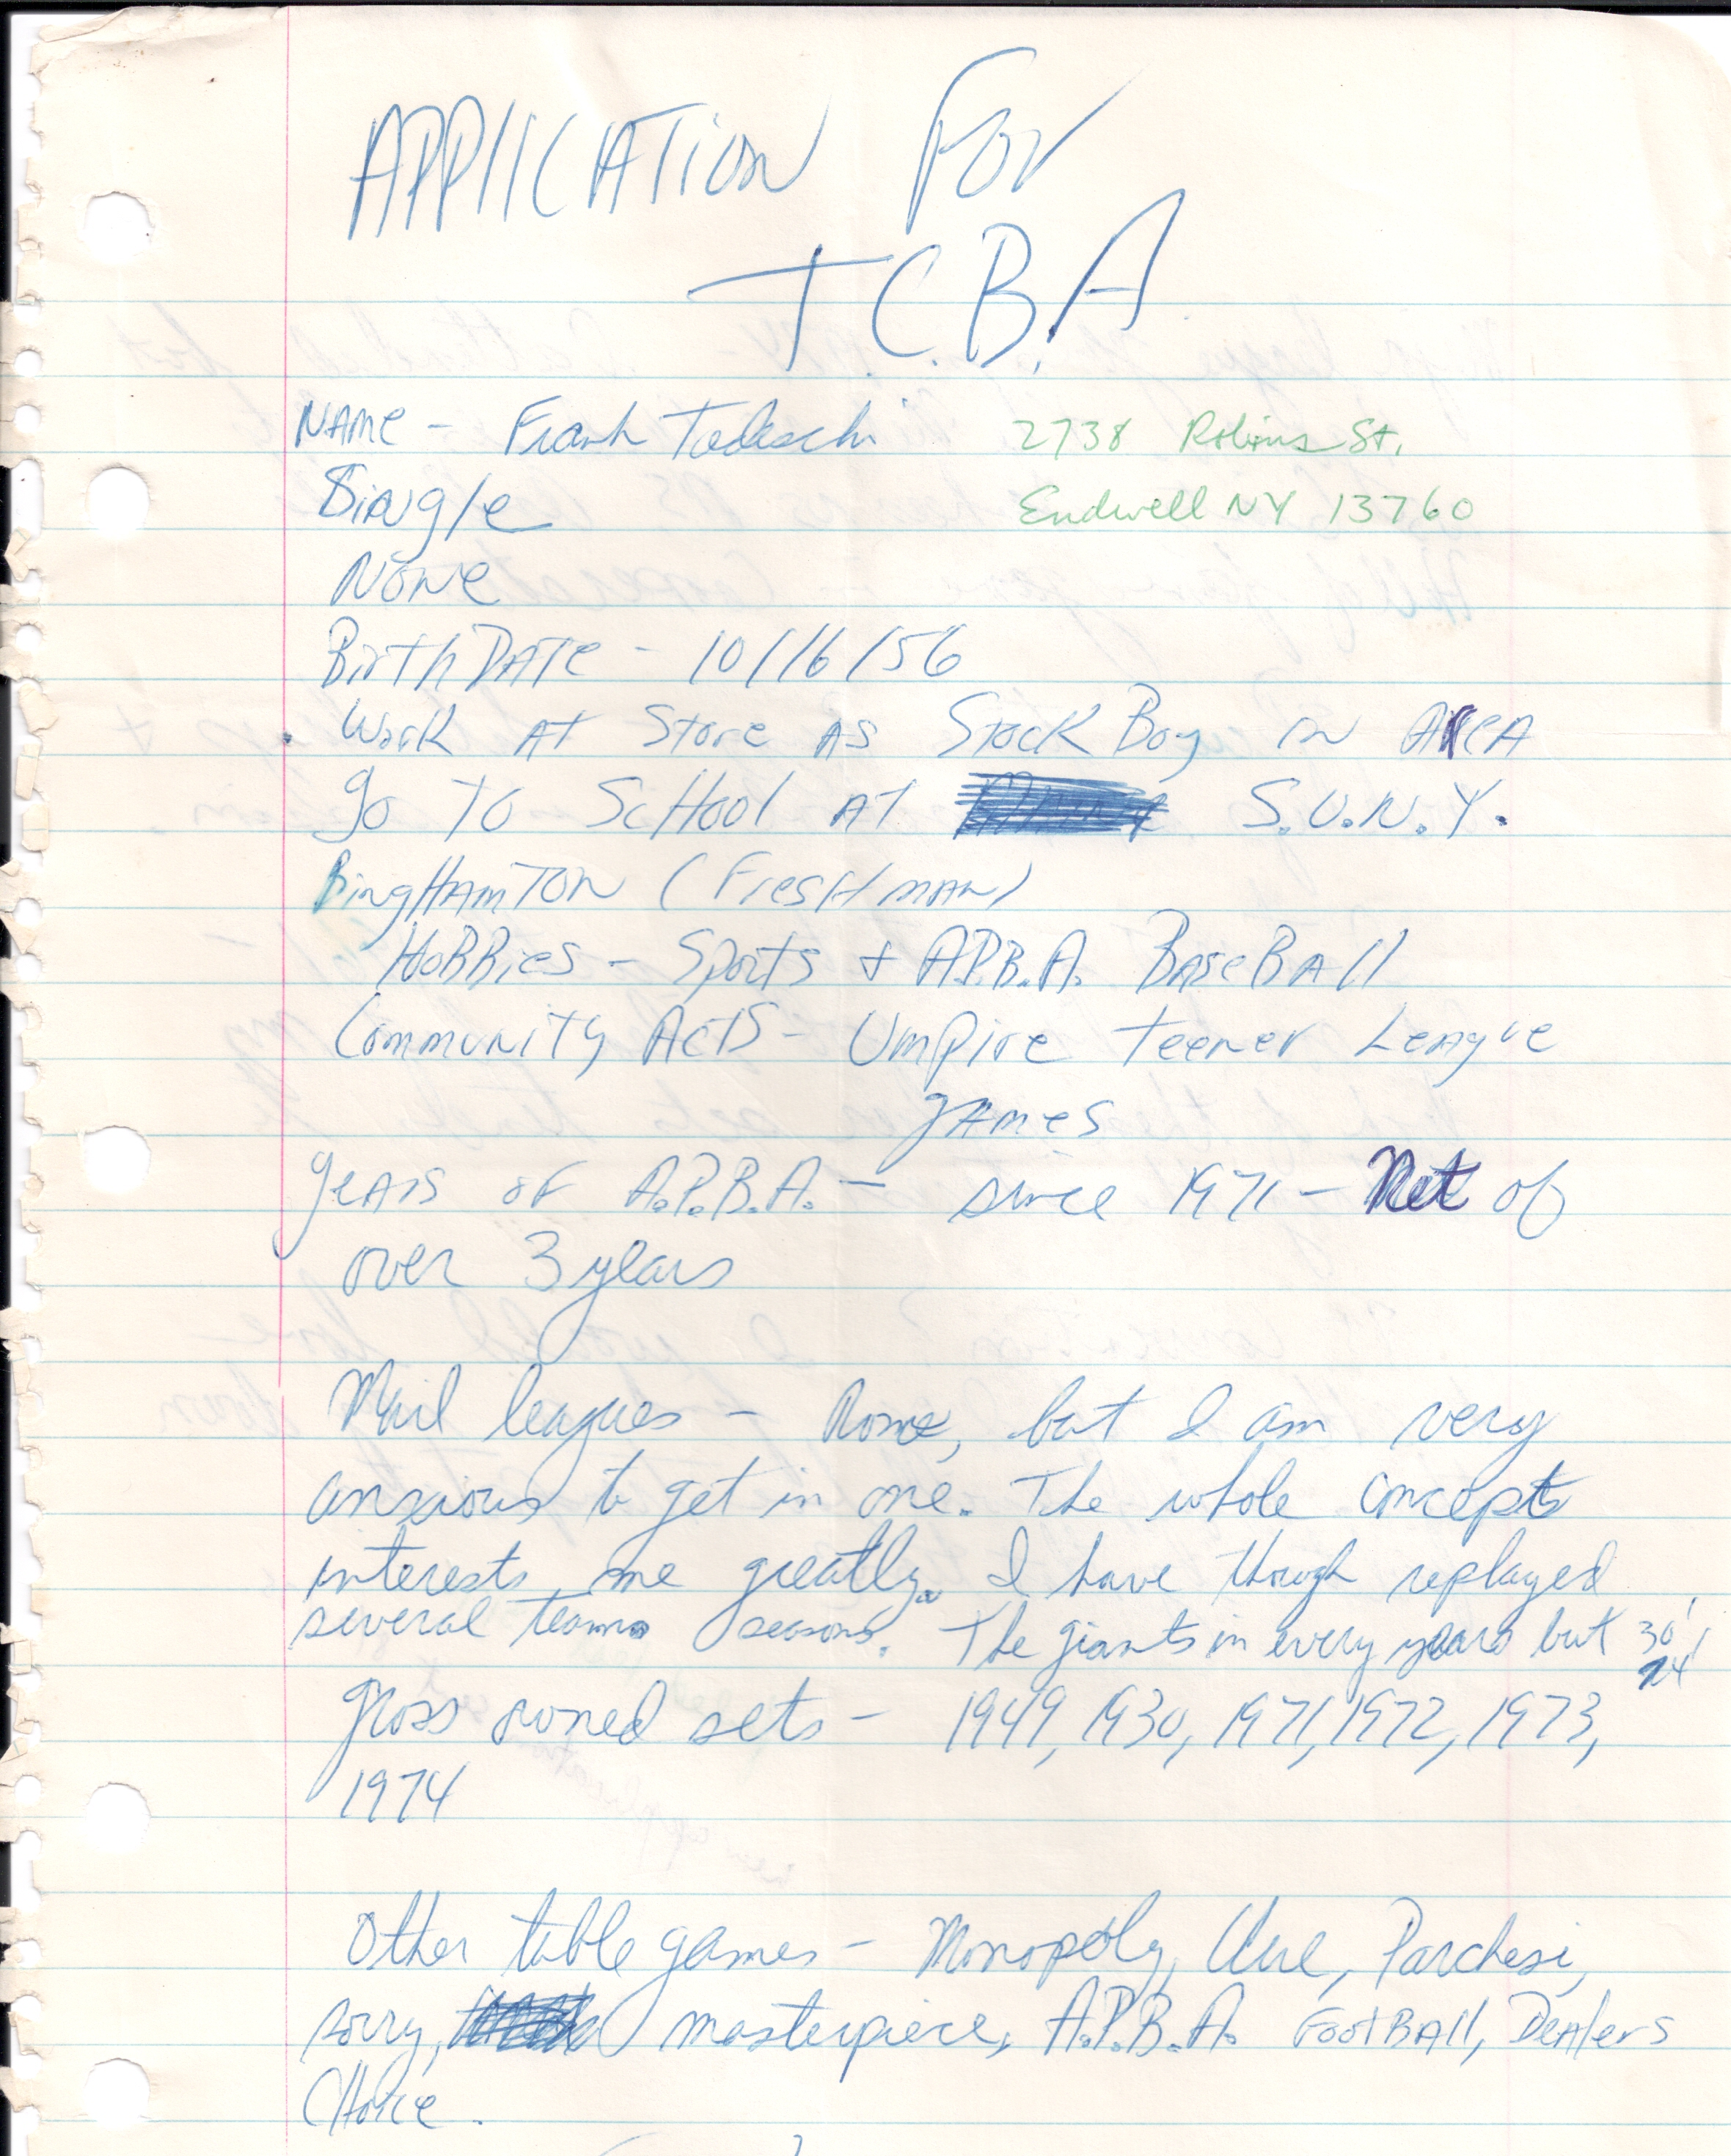 APPlICATiON For
T.C.B.A.
NAMe - Frank Tedeschi 2738 Robins St.
Single Endwell NY 13760
None
BirthDATe - 10/16/56
Work AT Store AS Stock Boy in AreA
go TO ScHool AT S.U.N.Y.
BingHAmTON (FresHmAN)
HoBBies - Sports + A.P.B.A. BAseBAll
Community Acts - Umpire Teener League
games
years of A.P.B.A. - since 1971 - Net of
over 3 years
Mail leagues - None, but I am very
anxious to get in one. The whole concepts
interests me greatly. I have though replayed
several teams seasons. The giants in every years but 30,
74
gross owned sets - 1949, 1930, 1971, 1972, 1973,
1974
Other table games - Monopoly, Clue, Parchesi,
sorry, masterpiece, A.P.B.A. FootBAll, DeAlers
CHoice.